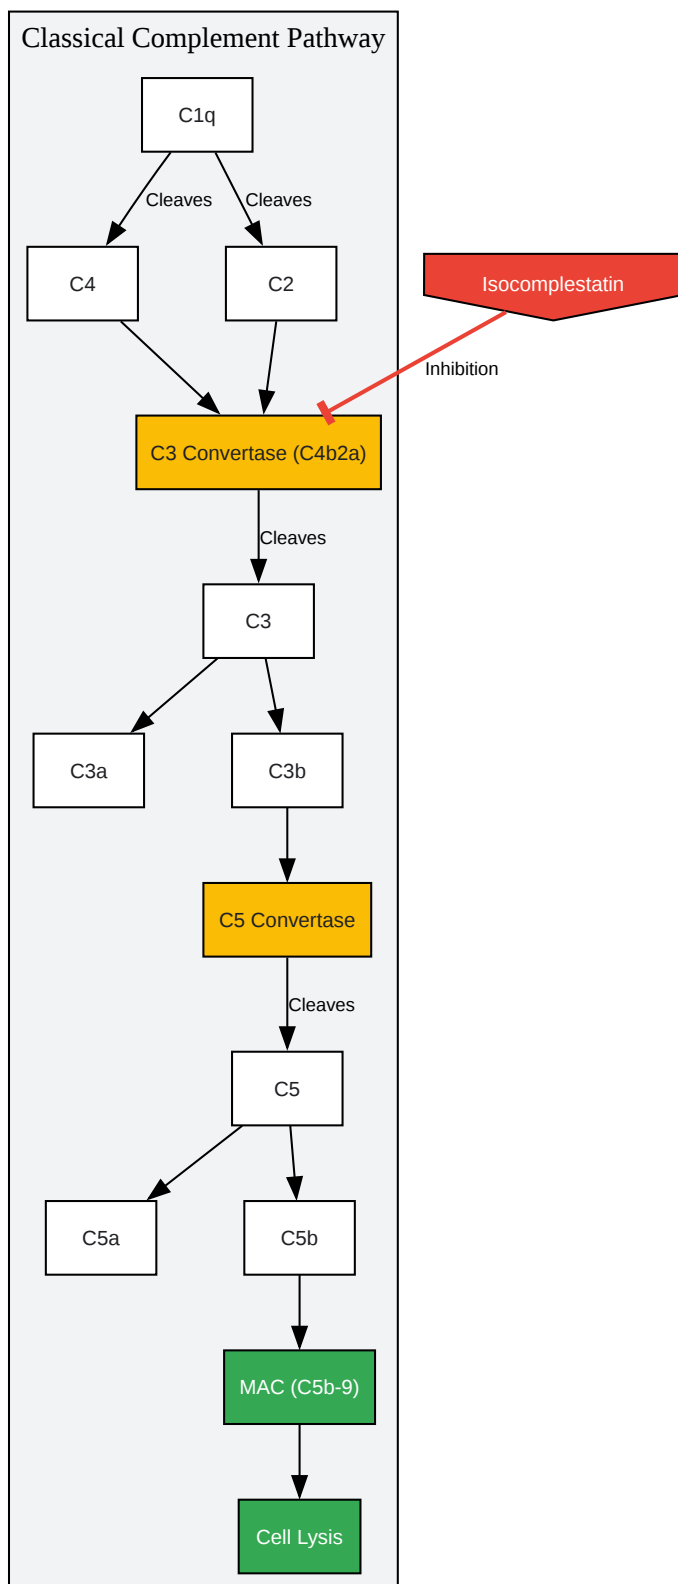 Classical Complement Pathway
C1q
Cleaves
Cleaves
C4
C2
Isocomplestatin
Inhibition
C3 Convertase (C4b2a)
Cleaves
C3
C3a
C3b
C5 Convertase
Cleaves
C5
C5a
C5b
MAC (C5b-9)
Cell Lysis